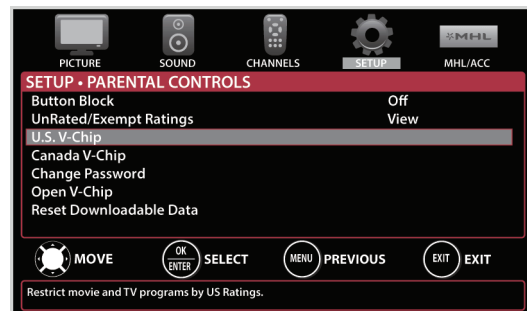 MHL
PICTURE SOUND CHANNELS SETUP MHL/ACC
SETUP • PARENTAL CONTROLS
Button Block Off
UnRated/Exempt Ratings View
U.S. V-Chip
Canada V-Chip
Change Password
Open V-Chip
Reset Downloadable Data
MOVE OK ENTER SELECT MENU PREVIOUS EXIT EXIT
Restrict movie and TV programs by US Ratings.